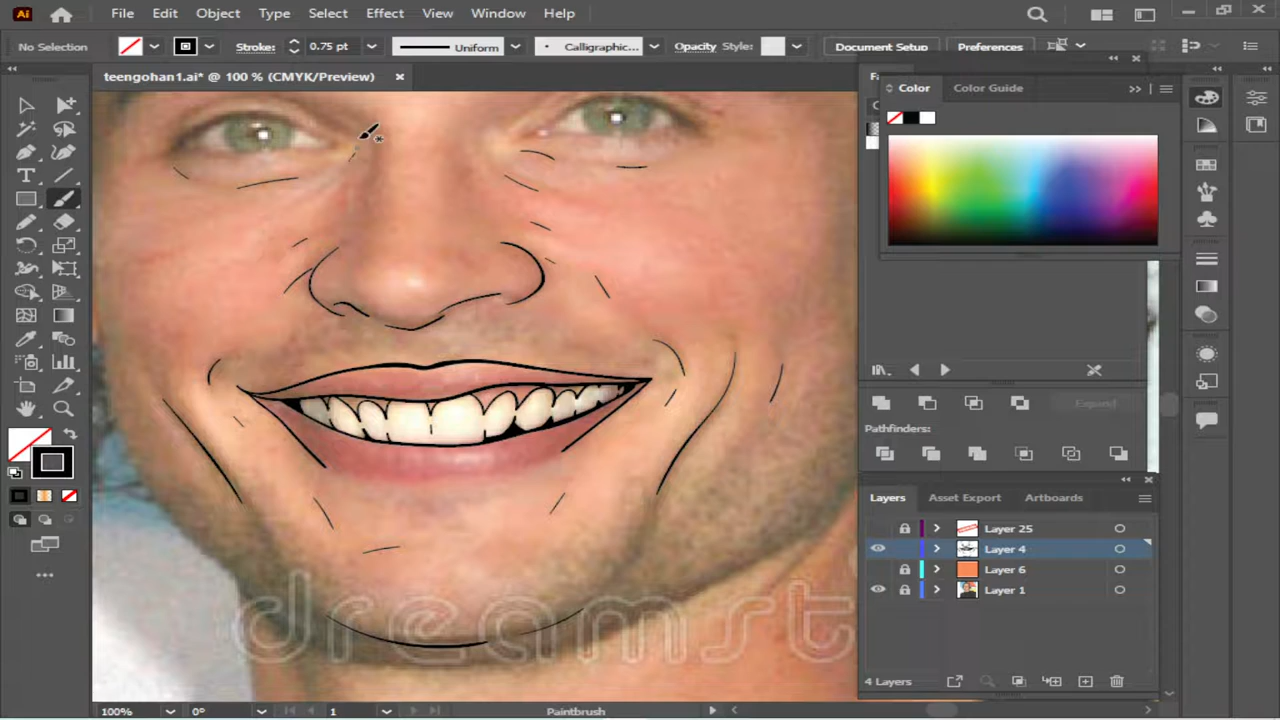 Ai File Edit Object Type Select Effect View Window Help
No Selection Stroke: 0.75 pt Uniform Calligraphic... Opacity Style: Document Setup Preferences
teengohan1.ai* @ 100 % (CMYK/Preview)
Color Color Guide
Expand
Pathfinders:
Layers Asset Export Artboards
Layer 25
Layer 4
Layer 6
Layer 1
dreamst
4 Layers
100% 0° 1 Paintbrush